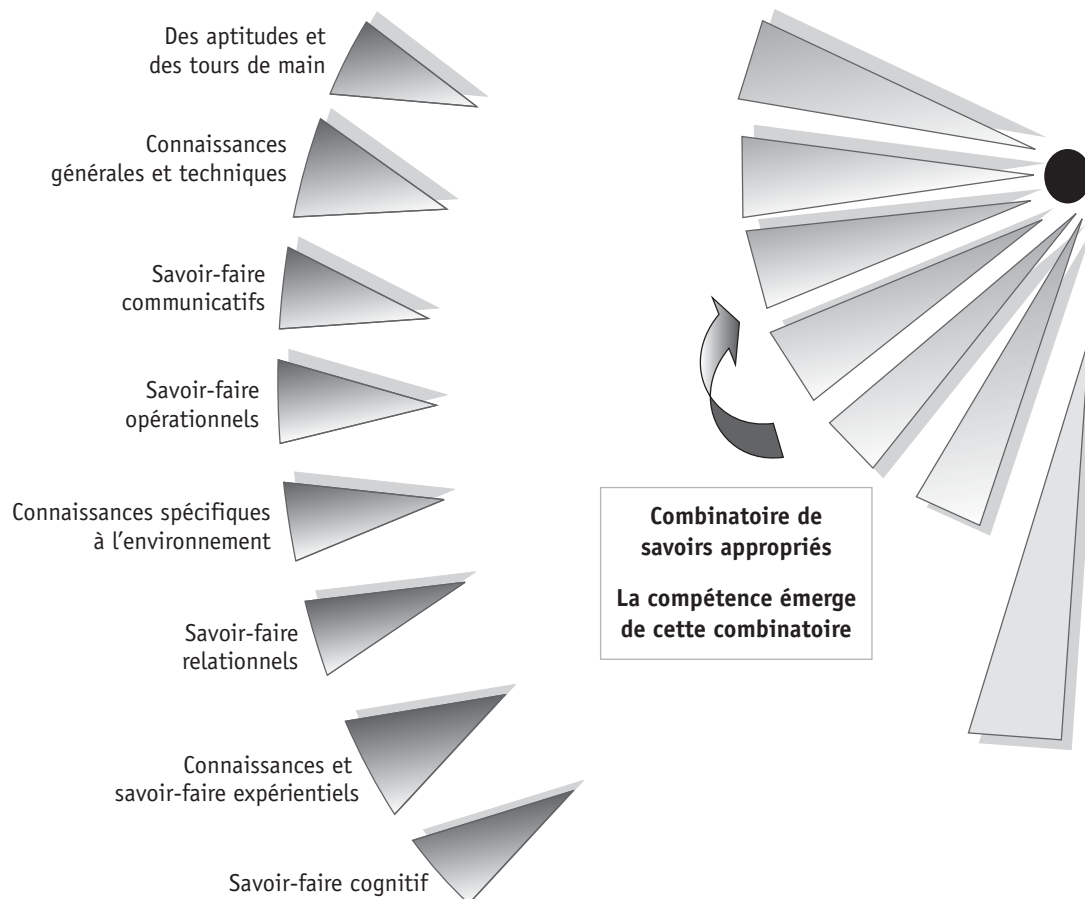 Des aptitudes et
des tours de main
Connaissances
générales et techniques
Savoir-faire
communicatifs
Savoir-faire
opérationnels
Connaissances spécifiques
à l’environnement
Savoir-faire
relationnels
Connaissances et
savoir-faire expérientiels
Savoir-faire cognitif
Combinatoire de
savoirs appropriés
La compétence émerge
de cette combinatoire